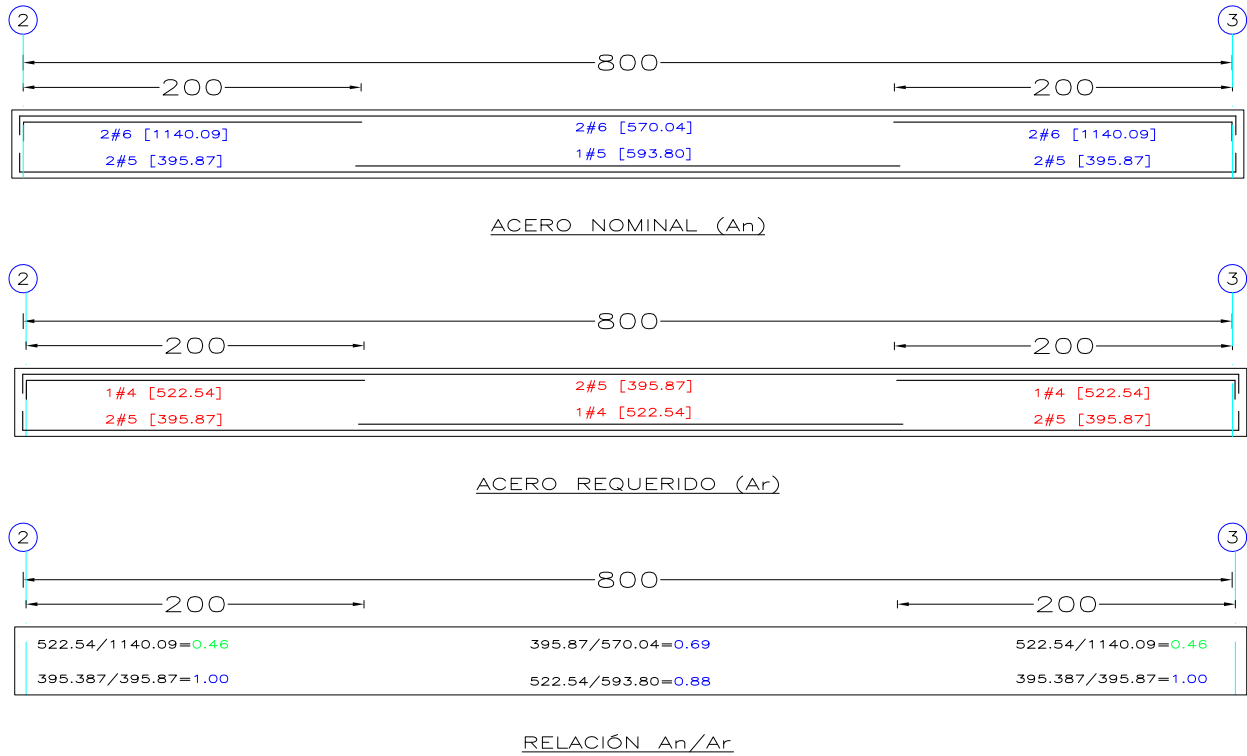 2 3
800
200 200
2#6 [1140.09] 2#6 [570.04] 2#6 [1140.09]
2#5 [395.87] 1#5 [593.80] 2#5 [395.87]
ACERO NOMINAL (An)
2 3
800
200 200
1#4 [522.54] 2#5 [395.87] 1#4 [522.54]
2#5 [395.87] 1#4 [522.54] 2#5 [395.87]
ACERO REQUERIDO (Ar)
2 3
800
200 200
522.54/1140.09=0.46 395.87/570.04=0.69 522.54/1140.09=0.46
395.387/395.87=1.00 522.54/593.80=0.88 395.387/395.87=1.00
RELACIÓN An/Ar